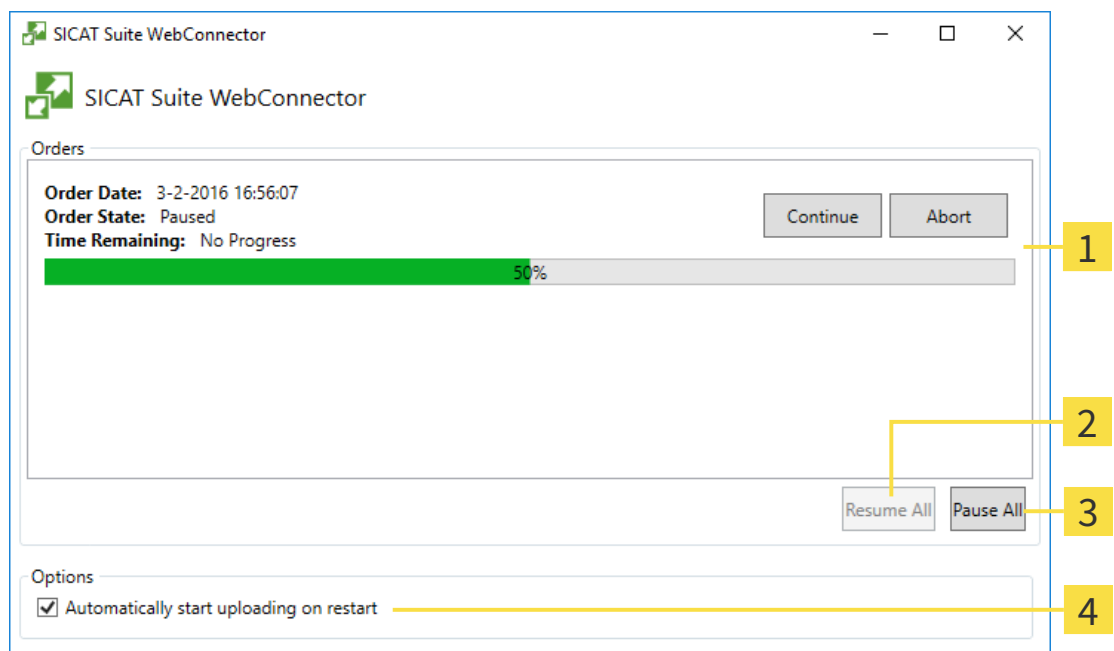 SICAT Suite WebConnector
SICAT Suite WebConnector
Orders
Order Date: 3-2-2016 16:56:07
Order State: Paused
Time Remaining: No Progress
Continue
Abort
1
50%
2
Resume All
Pause All
3
Options
Automatically start uploading on restart
4